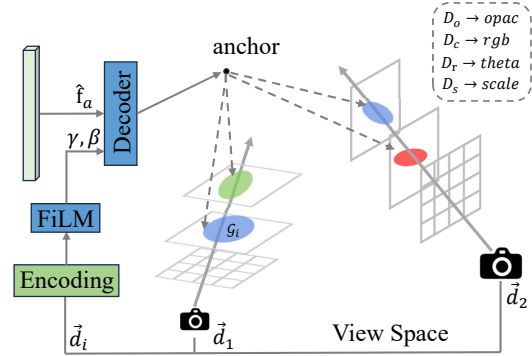 anchor
D_o → opac
D_c → rgb
D_r → theta
D_s → scale
f̂_a
Decoder
γ, β
FiLM
𝒢_i
Encoding
d⃗_i
d⃗_1
View Space
d⃗_2